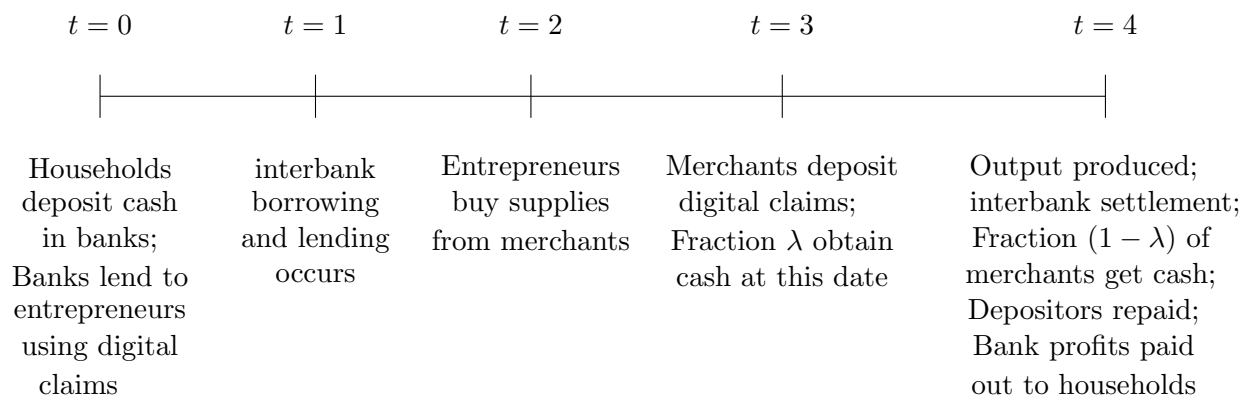 t = 0
t = 1
t = 2
t = 3
t = 4
Households
deposit cash
in banks;
Banks lend to
entrepreneurs
using digital
claims
interbank
borrowing
and lending
occurs
Entrepreneurs
buy supplies
from merchants
Merchants deposit
digital claims;
Fraction λ obtain
cash at this date
Output produced;
interbank settlement;
Fraction (1 − λ) of
merchants get cash;
Depositors repaid;
Bank profits paid
out to households